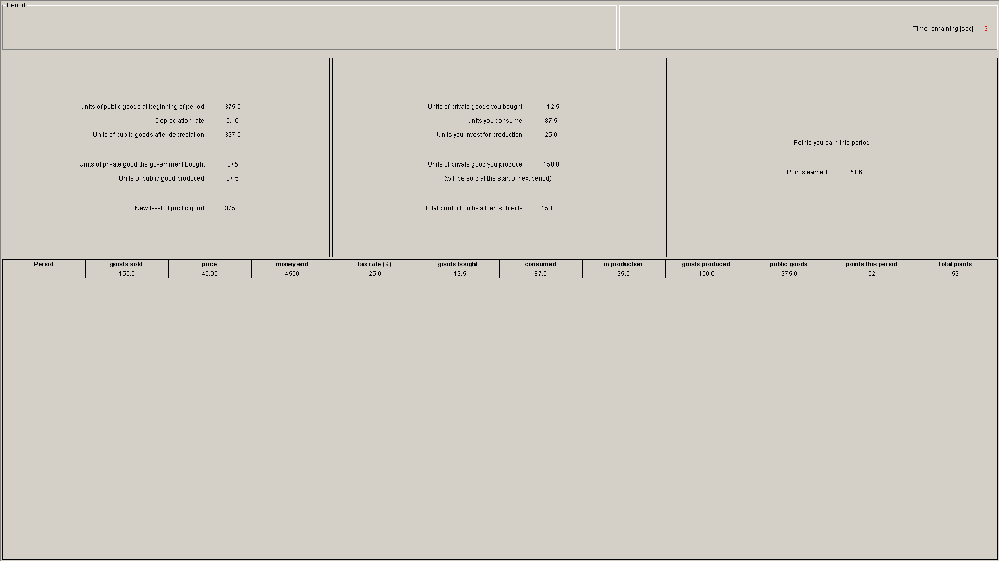 Period
1
Time remaining [sec]: 9
Units of public goods at beginning of period 375.0
Depreciation rate 0.10
Units of public goods after depreciation 337.5
Units of private good the government bought 375
Units of public good produced 37.5
New level of public good 375.0
Units of private goods you bought 112.5
Units you consume 87.5
Units you invest for production 25.0
Units of private good you produce 150.0
(will be sold at the start of next period)
Total production by all ten subjects 1500.0
Points you earn this period
Points earned: 51.6
Period goods sold price money end tax rate (%) goods bought consumed in production goods produced public goods points this period Total points
1 150.0 40.00 4500 25.0 112.5 87.5 25.0 150.0 375.0 52 52